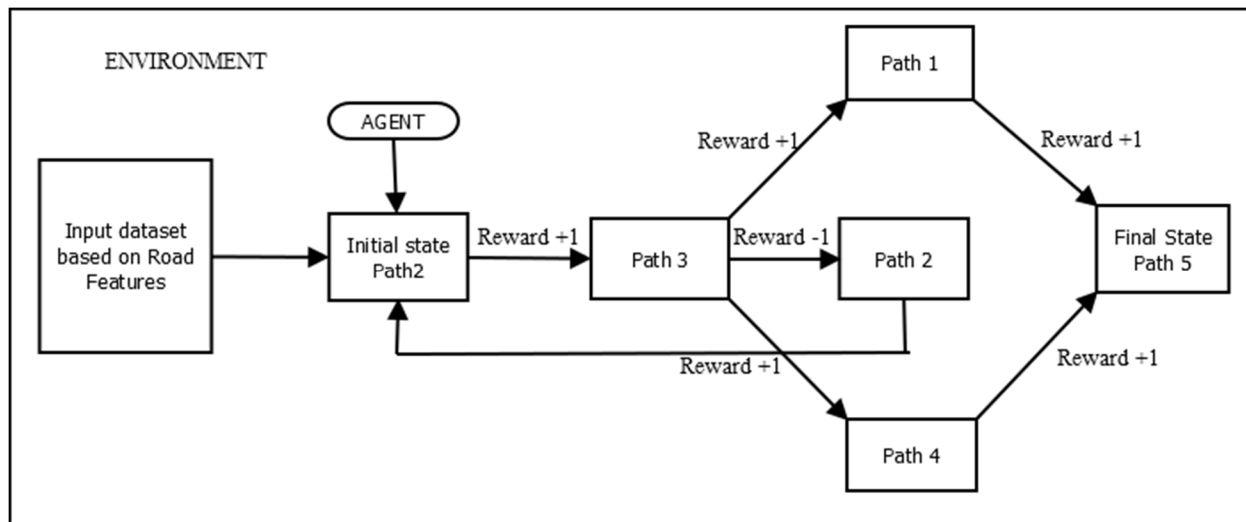 ENVIRONMENT
AGENT
Input dataset
based on Road
Features
Initial state
Path2
Reward +1
Path 3
Reward +1
Path 1
Reward +1
Reward -1
Path 2
Final State
Path 5
Reward +1
Path 4
Reward +1